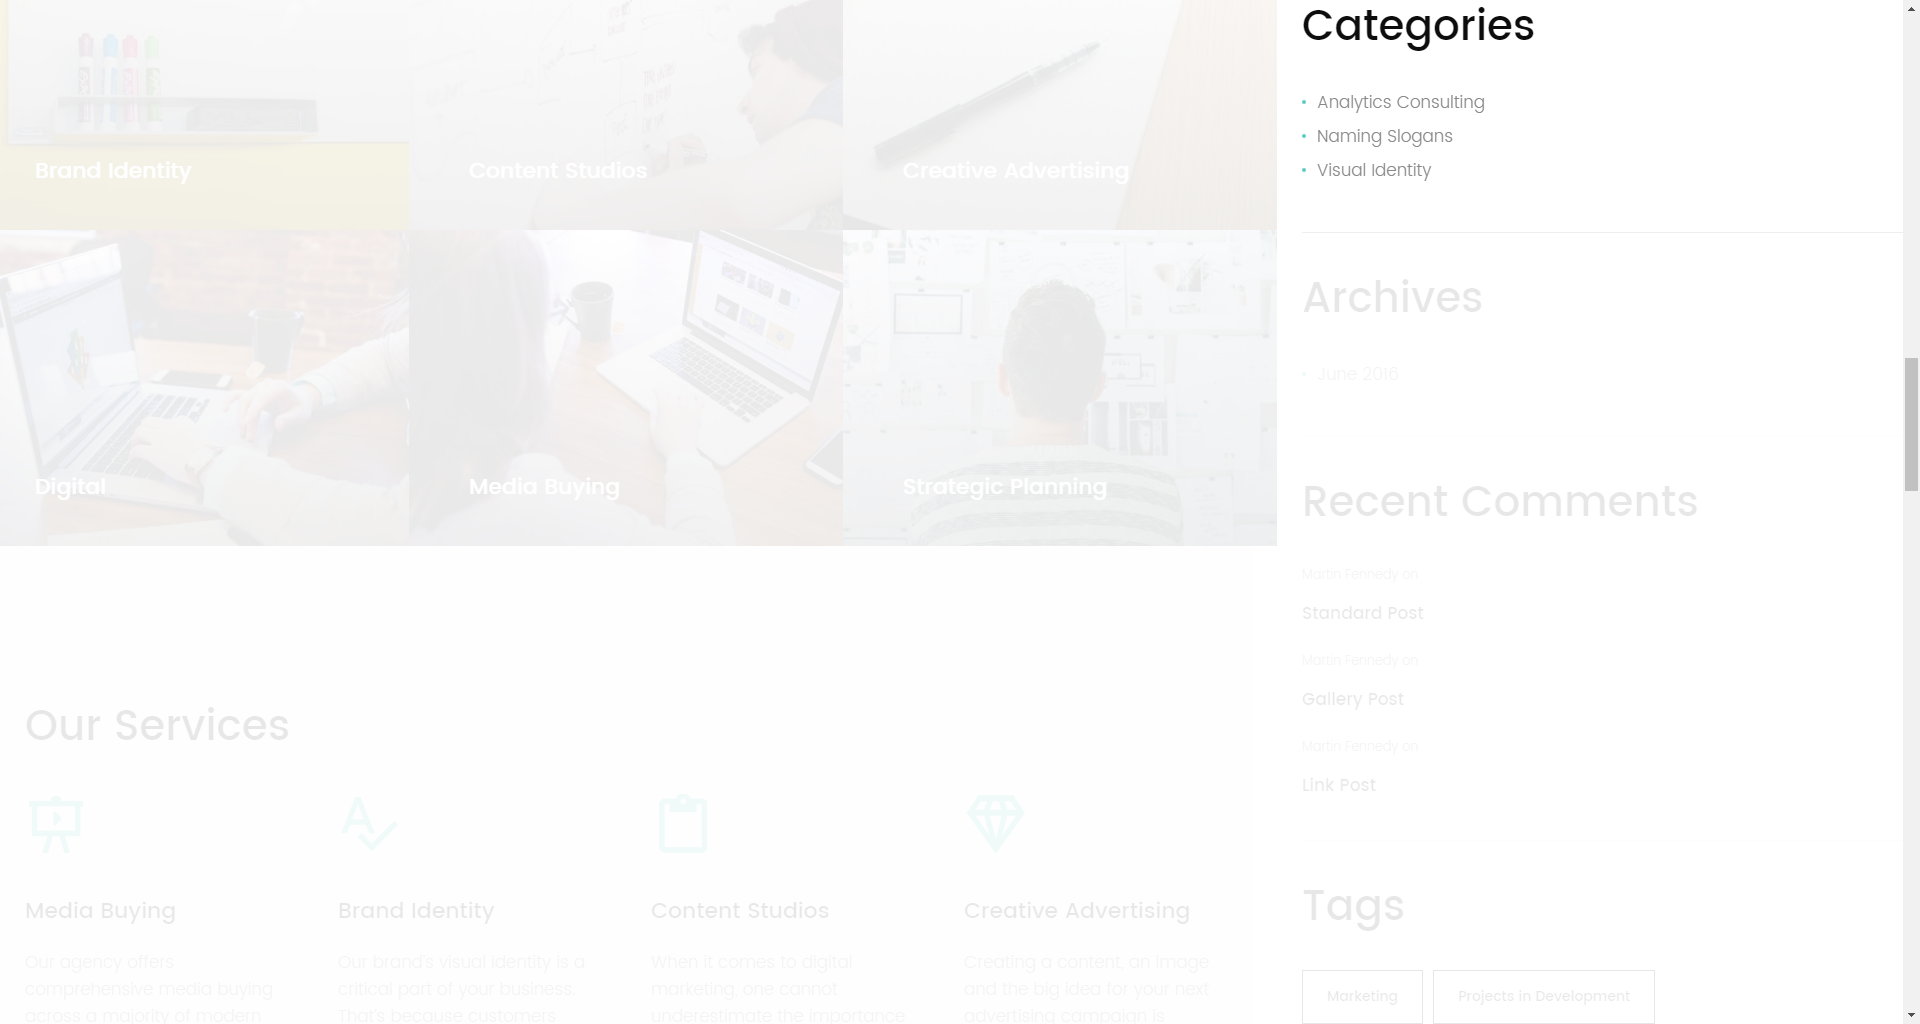 Brand Identity
Content Studios
Creative Advertising
Digital
Media Buying
Strategic Planning
Our Services
Media Buying
Our agency offers
comprehensive media buying
across a majority of modern
Brand Identity
Our brand's visual identity is a
critical part of your business.
That's because customers
Content Studios
When it comes to digital
marketing, one cannot
underestimate the importance
Creative Advertising
Creating a content, an image
and the big idea for your next
advertising campaign is
Categories
Analytics Consulting
Naming Slogans
Visual Identity
Archives
June 2016
Recent Comments
Martin Fennedy on
Standard Post
Martin Fennedy on
Gallery Post
Martin Fennedy on
Link Post
Tags
Marketing
Projects in Development